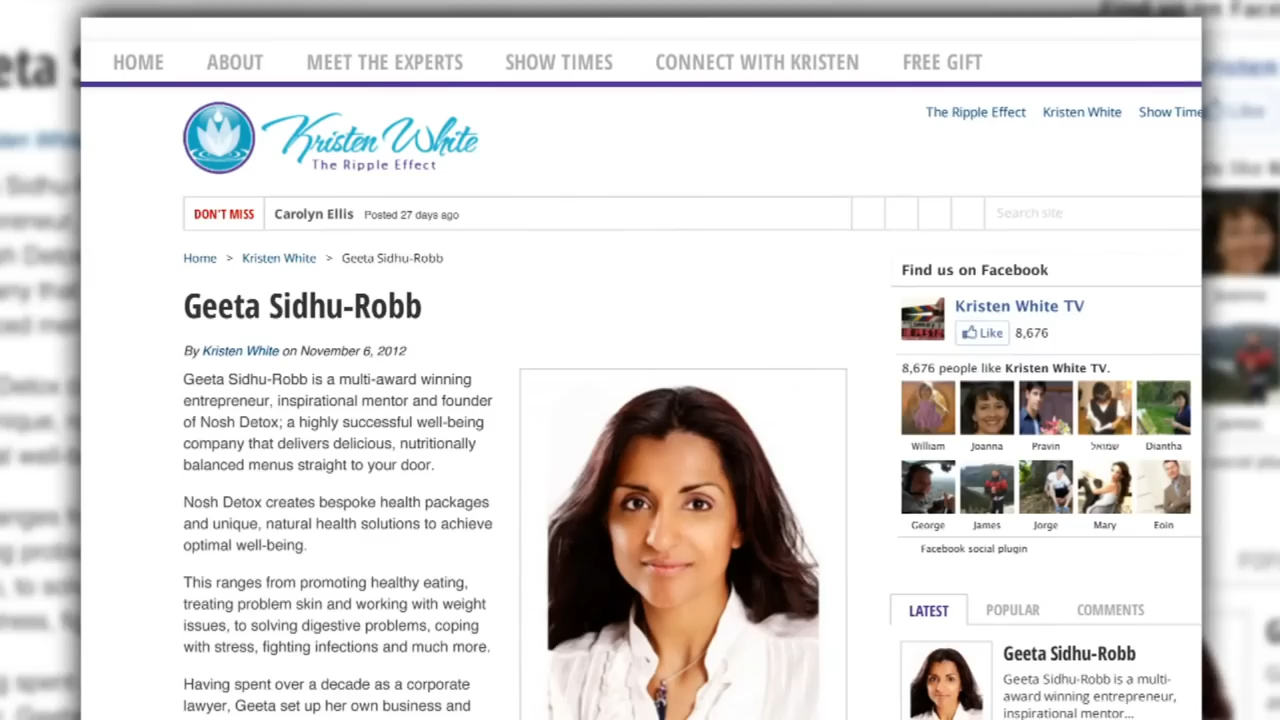 HOME ABOUT MEET THE EXPERTS SHOW TIMES CONNECT WITH KRISTEN FREE GIFT
Kristen White
The Ripple Effect
The Ripple Effect Kristen White Show Time
DON'T MISS Carolyn Ellis Posted 27 days ago Search site
Home > Kristen White > Geeta Sidhu-Robb
Geeta Sidhu-Robb
By Kristen White on November 6, 2012
Geeta Sidhu-Robb is a multi-award winning
entrepreneur, inspirational mentor and founder
of Nosh Detox; a highly successful well-being
company that delivers delicious, nutritionally
balanced menus straight to your door.
Nosh Detox creates bespoke health packages
and unique, natural health solutions to achieve
optimal well-being.
This ranges from promoting healthy eating,
treating problem skin and working with weight
issues, to solving digestive problems, coping
with stress, fighting infections and much more.
Having spent over a decade as a corporate
lawyer, Geeta set up her own business and
Find us on Facebook
Kristen White TV
Like 8,676
8,676 people like Kristen White TV.
William Joanna Pravin שמואל Diantha
George James Jorge Mary Eoin
Facebook social plugin
LATEST POPULAR COMMENTS
Geeta Sidhu-Robb
Geeta Sidhu-Robb is a multi-
award winning entrepreneur,
inspirational mentor...